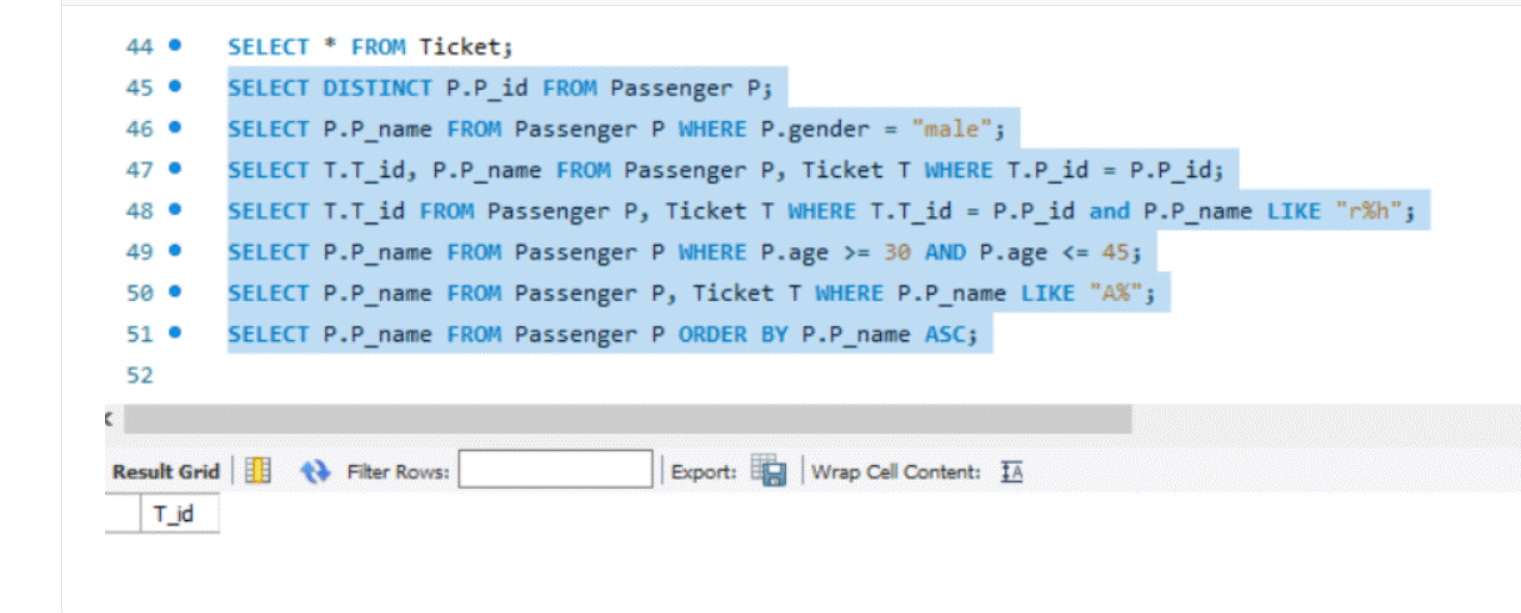 44 SELECT * FROM Ticket;
45 SELECT DISTINCT P.P_id FROM Passenger P;
46 SELECT P.P_name FROM Passenger P WHERE P.gender = "male";
47 SELECT T.T_id, P.P_name FROM Passenger P, Ticket T WHERE T.P_id = P.P_id;
48 SELECT T.T_id FROM Passenger P, Ticket T WHERE T.T_id = P.P_id and P.P_name LIKE "r%h";
49 SELECT P.P_name FROM Passenger P WHERE P.age >= 30 AND P.age <= 45;
50 SELECT P.P_name FROM Passenger P, Ticket T WHERE P.P_name LIKE "A%";
51 SELECT P.P_name FROM Passenger P ORDER BY P.P_name ASC;
52
Result Grid Filter Rows: Export: Wrap Cell Content: IA
T_id